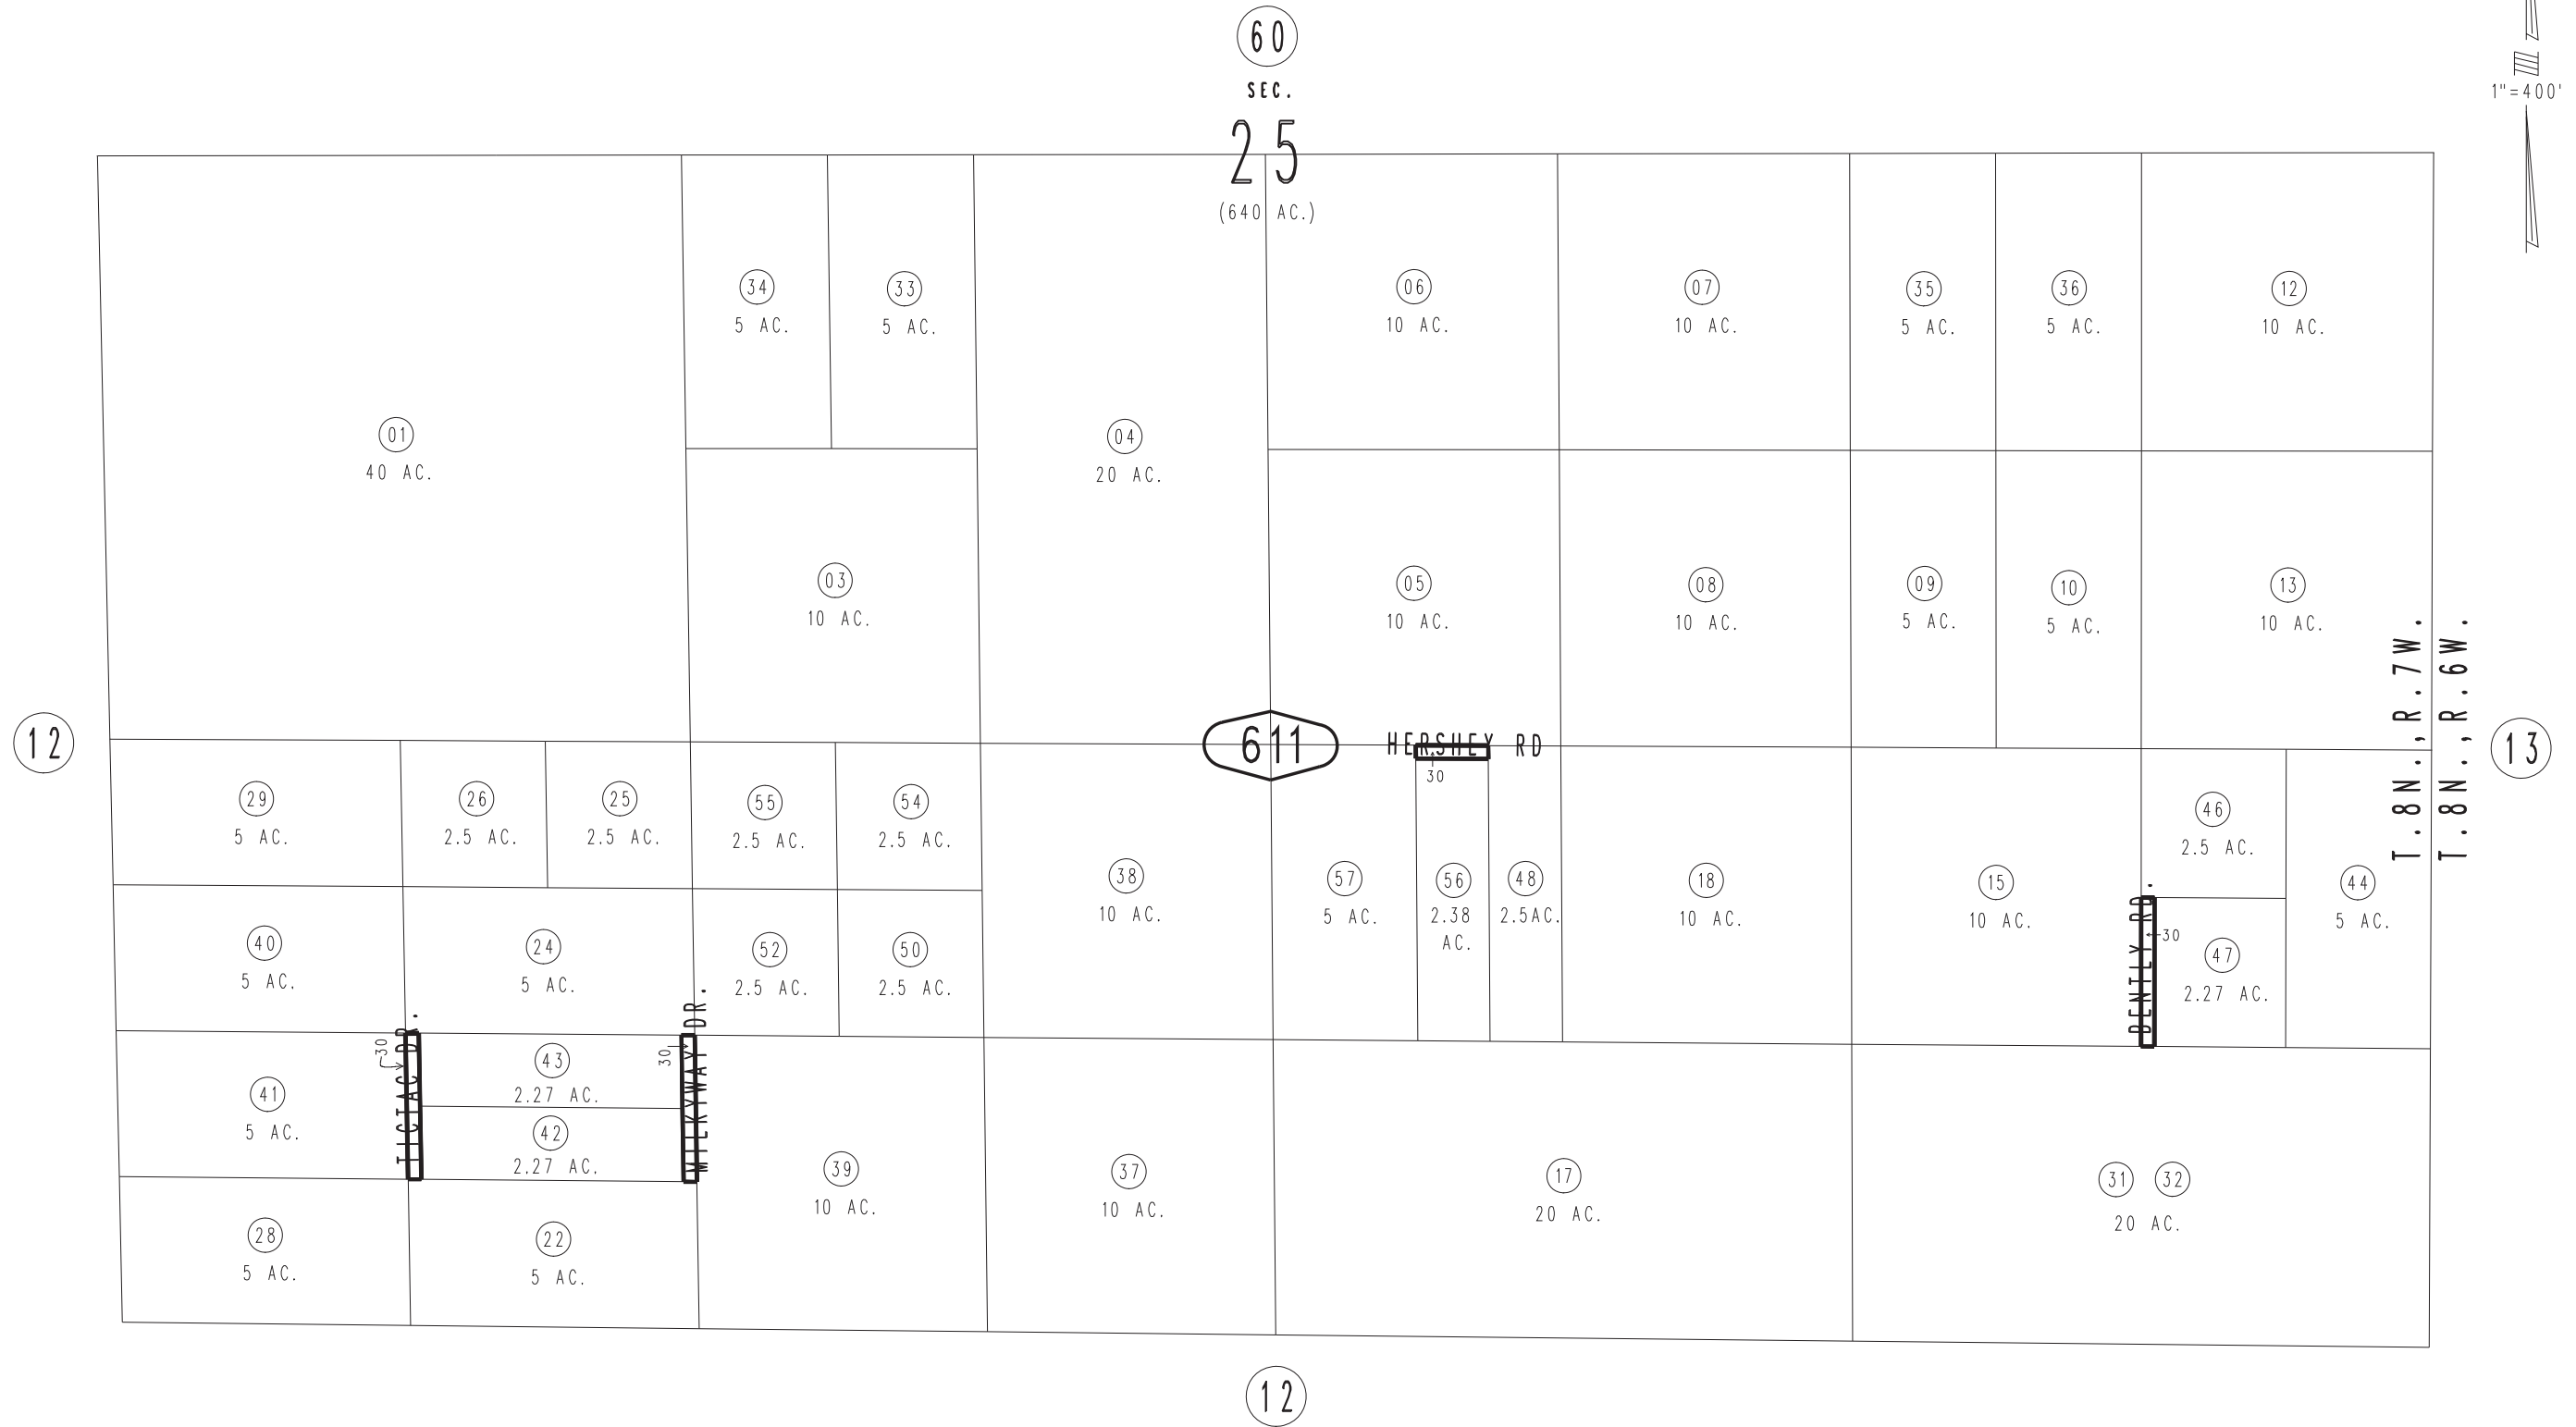 60
SEC.
25
(640 AC.)
1"=400'
34
5 AC.
33
5 AC.
06
10 AC.
07
10 AC.
35
5 AC.
36
5 AC.
12
10 AC.
01
40 AC.
04
20 AC.
03
10 AC.
05
10 AC.
08
10 AC.
09
5 AC.
10
5 AC.
13
10 AC.
T.8N.,R.7W.
T.8N.,R.6W.
12
611
HERSHEY RD
30
13
29
5 AC.
26
2.5 AC.
25
2.5 AC.
55
2.5 AC.
54
2.5 AC.
38
10 AC.
57
5 AC.
56
2.38
AC.
48
2.5AC.
18
10 AC.
15
10 AC.
46
2.5 AC.
44
5 AC.
40
5 AC.
24
5 AC.
52
2.5 AC.
50
2.5 AC.
DENTLY RD.
30
47
2.27 AC.
TICTAC DR.
30
MILKYWAY DR.
30
41
5 AC.
43
2.27 AC.
42
2.27 AC.
39
10 AC.
37
10 AC.
17
20 AC.
31 32
20 AC.
28
5 AC.
22
5 AC.
12